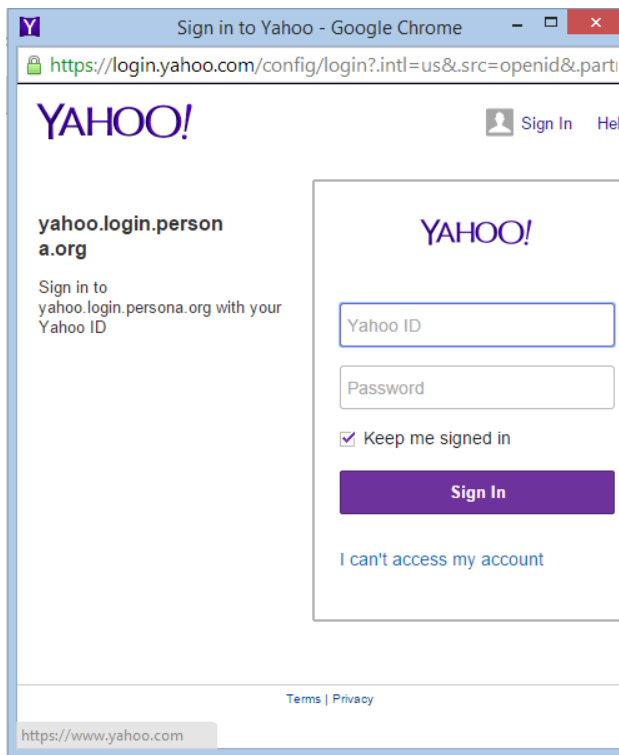 Sign in to Yahoo - Google Chrome
https://login.yahoo.com/config/login?.intl=us&.src=openid&.partn
YAHOO!
Sign In Hel
yahoo.login.person
a.org
Sign in to
yahoo.login.persona.org with your
Yahoo ID
YAHOO!
Yahoo ID
Password
Keep me signed in
Sign In
I can't access my account
Terms | Privacy
https://www.yahoo.com